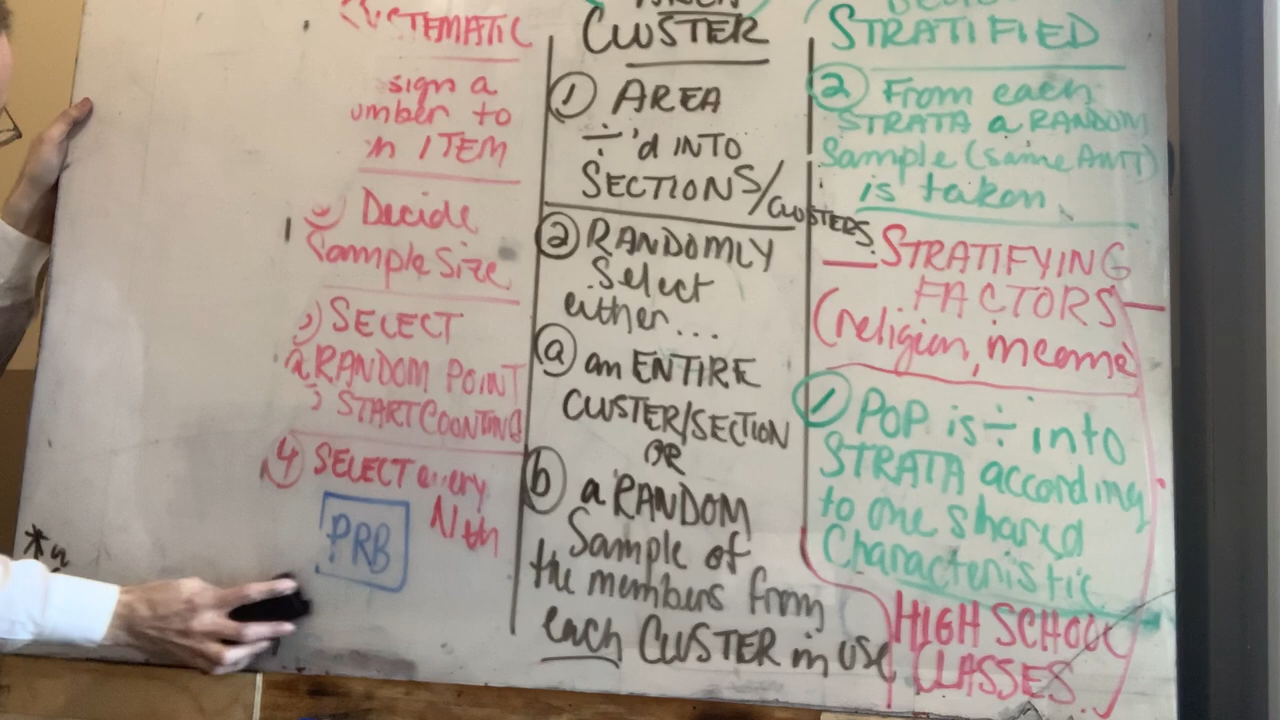 TEMATIC
sign a
umber to
n ITEM
Decide
Sample Size
SELECT
a RANDOM POINT
START COUNTING
4) SELECT every
Nth
PRB
*
AREA
CLUSTER
1 AREA
÷'d INTO
SECTIONS/CLUSTERS
2 RANDOMLY
Select
either...
a an ENTIRE
CUSTER/SECTION
OR
b a RANDOM
Sample of
the members from
each CUSTER in use
STRATIFIED
2 From each
STRATA a RANDOM
Sample (same AMT)
is taken
STRATIFYING
FACTORS
(religion, income)
1 POP is ÷ into
STRATA according
to one shared
Characteristic
HIGH SCHOOL
CLASSES